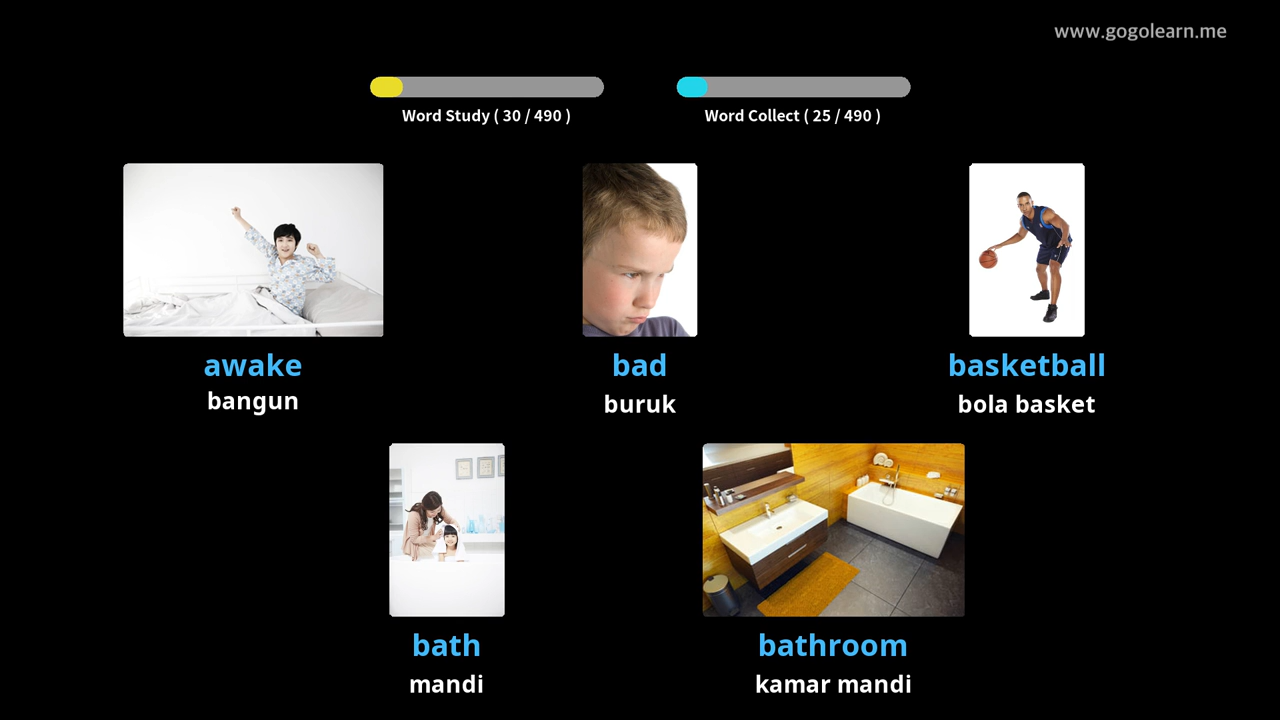 www.gogolearn.me
Word Study ( 30 / 490 )
Word Collect ( 25 / 490 )
awake
bangun
bad
buruk
basketball
bola basket
bath
mandi
bathroom
kamar mandi